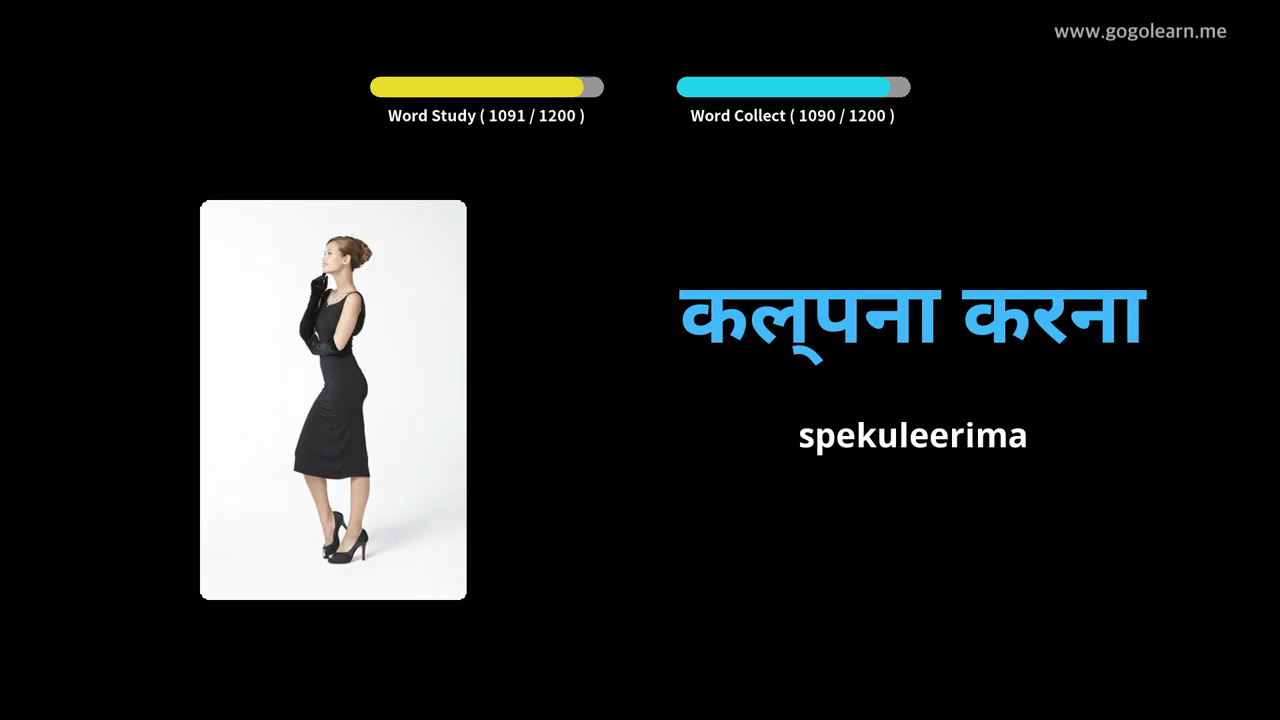 www.gogolearn.me
Word Study ( 1091 / 1200 )
Word Collect ( 1090 / 1200 )
कल्‌पना करना
spekuleerima